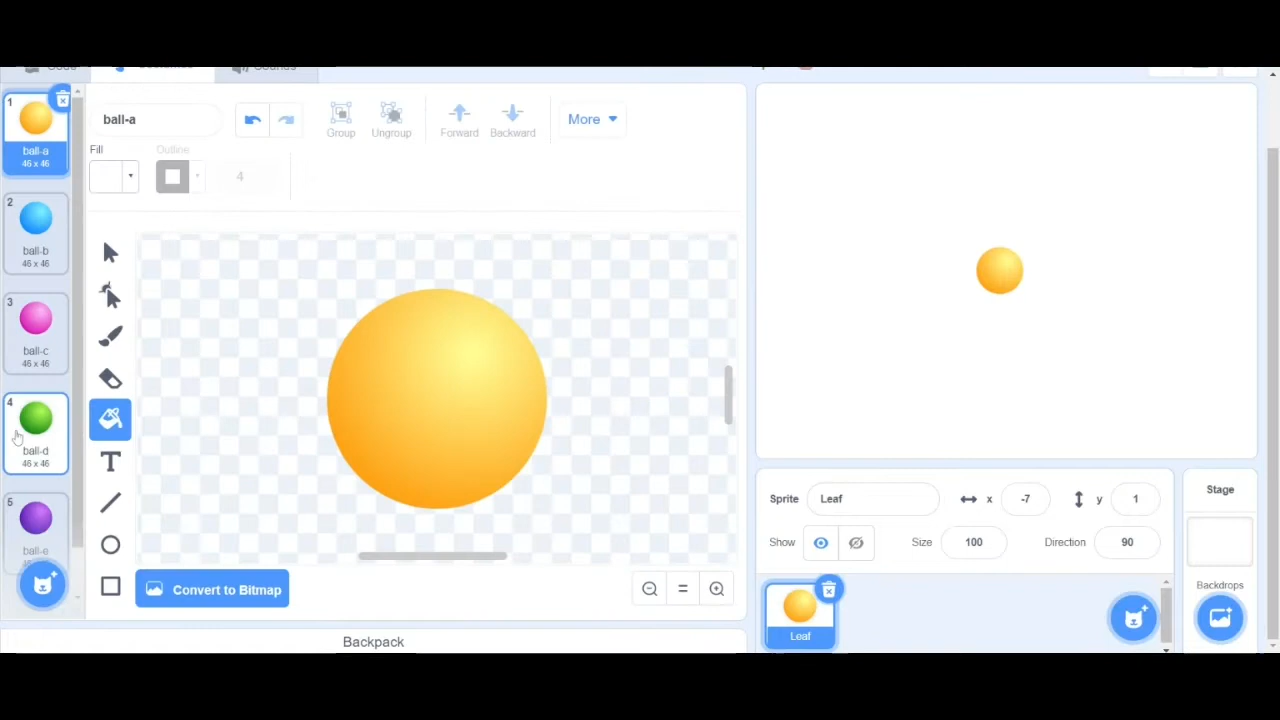 Sounds
1
ball-a
46 x 46
2
ball-b
46 x 46
3
ball-c
46 x 46
4
ball-d
46 x 46
5
ball-e
ball-a
Group
Ungroup
Forward
Backward
More
Fill
Outline
4
Convert to Bitmap
Backpack
Sprite
Leaf
x
-7
y
1
Show
Size
100
Direction
90
Leaf
Stage
Backdrops